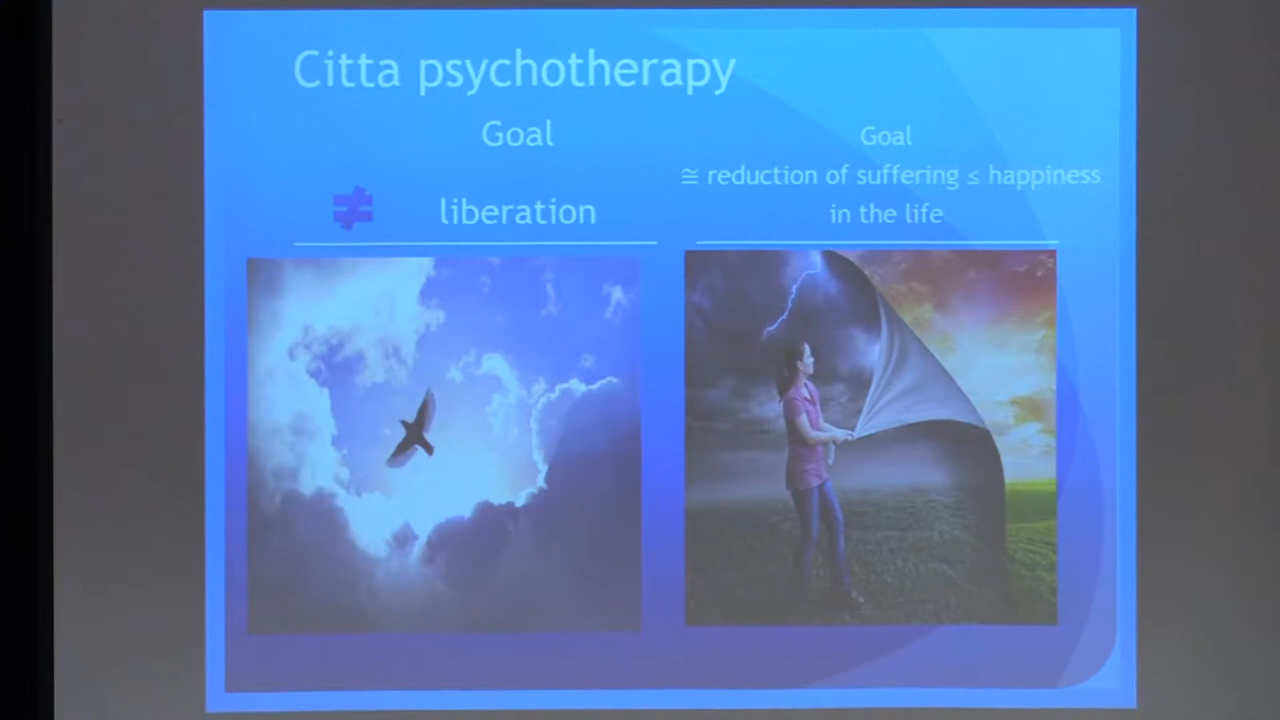 Citta psychotherapy
Goal
≠ liberation
Goal
≅ reduction of suffering ≤ happiness
in the life